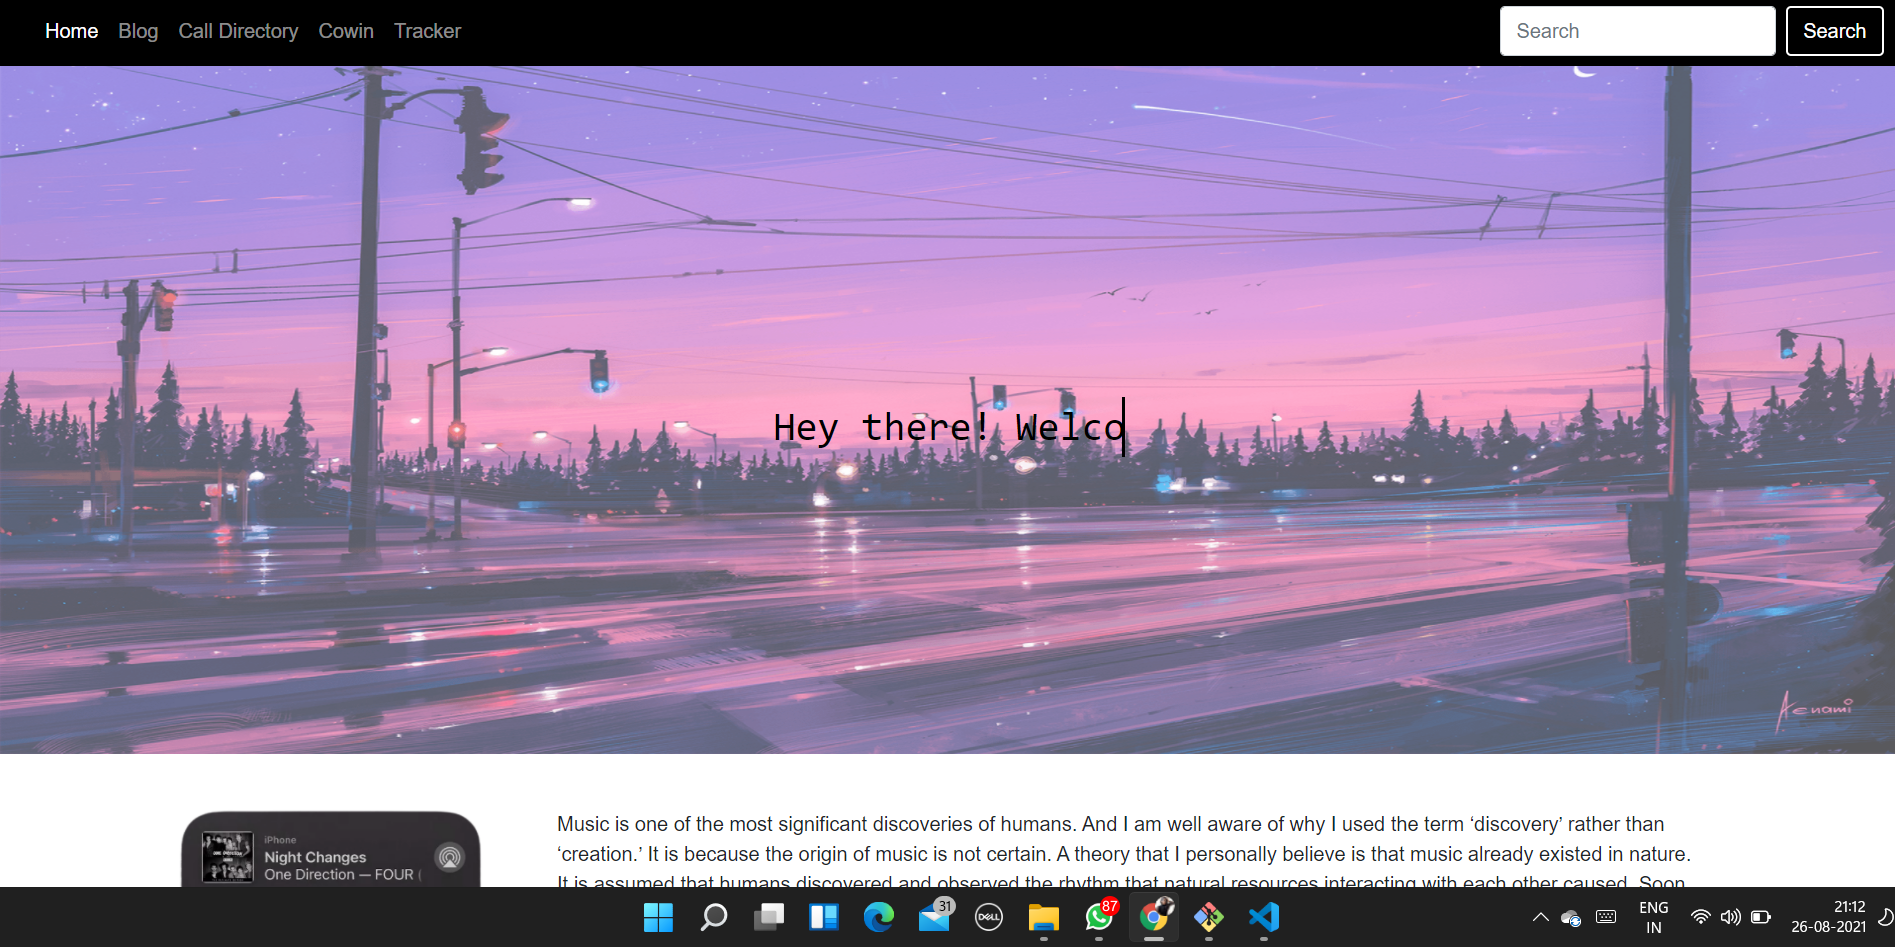 Home Blog Call Directory Cowin Tracker Search Search
Hey there! Welco
Aenami
iPhone
Night Changes
One Direction — FOUR (
Music is one of the most significant discoveries of humans. And I am well aware of why I used the term ‘discovery’ rather than
‘creation.’ It is because the origin of music is not certain. A theory that I personally believe is that music already existed in nature.
It is assumed that humans discovered and observed the rhythm that natural resources interacting with each other caused. Soon,
31
DELL
87
ENG
IN
21:12
26-08-2021